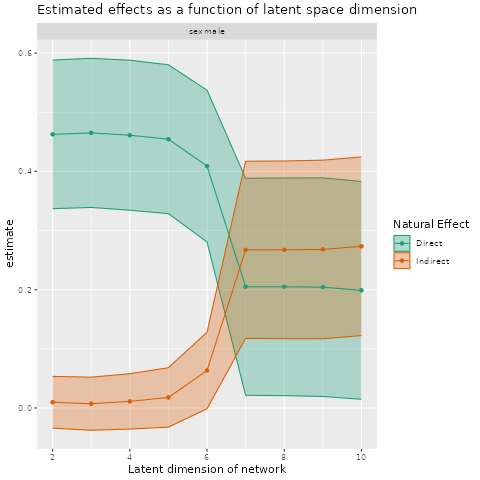 Estimated effects as a function of latent space dimension
sexmale
0.6
0.4
0.2
0.0
estimate
2
4
6
8
10
Latent dimension of network
Natural Effect
Direct
Indirect